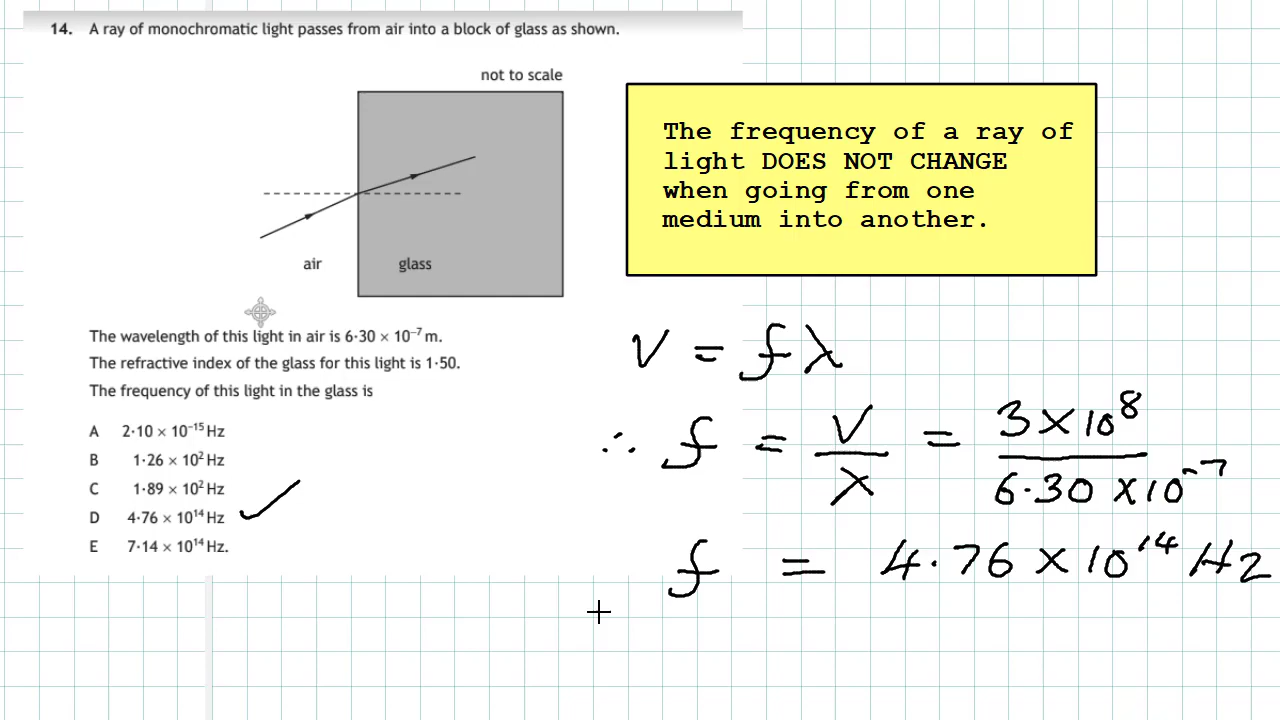 14. A ray of monochromatic light passes from air into a block of glass as shown.
not to scale
air
glass
The wavelength of this light in air is 6·30 × 10⁻⁷ m.
The refractive index of the glass for this light is 1·50.
The frequency of this light in the glass is
A 2·10 × 10⁻¹⁵ Hz
B 1·26 × 10² Hz
C 1·89 × 10² Hz
D 4·76 × 10¹⁴ Hz
E 7·14 × 10¹⁴ Hz.
The frequency of a ray of
light DOES NOT CHANGE
when going from one
medium into another.
v = fλ
∴ f = v/λ = 3 × 10⁸ / 6·30 × 10⁻⁷
f = 4·76 × 10¹⁴ Hz